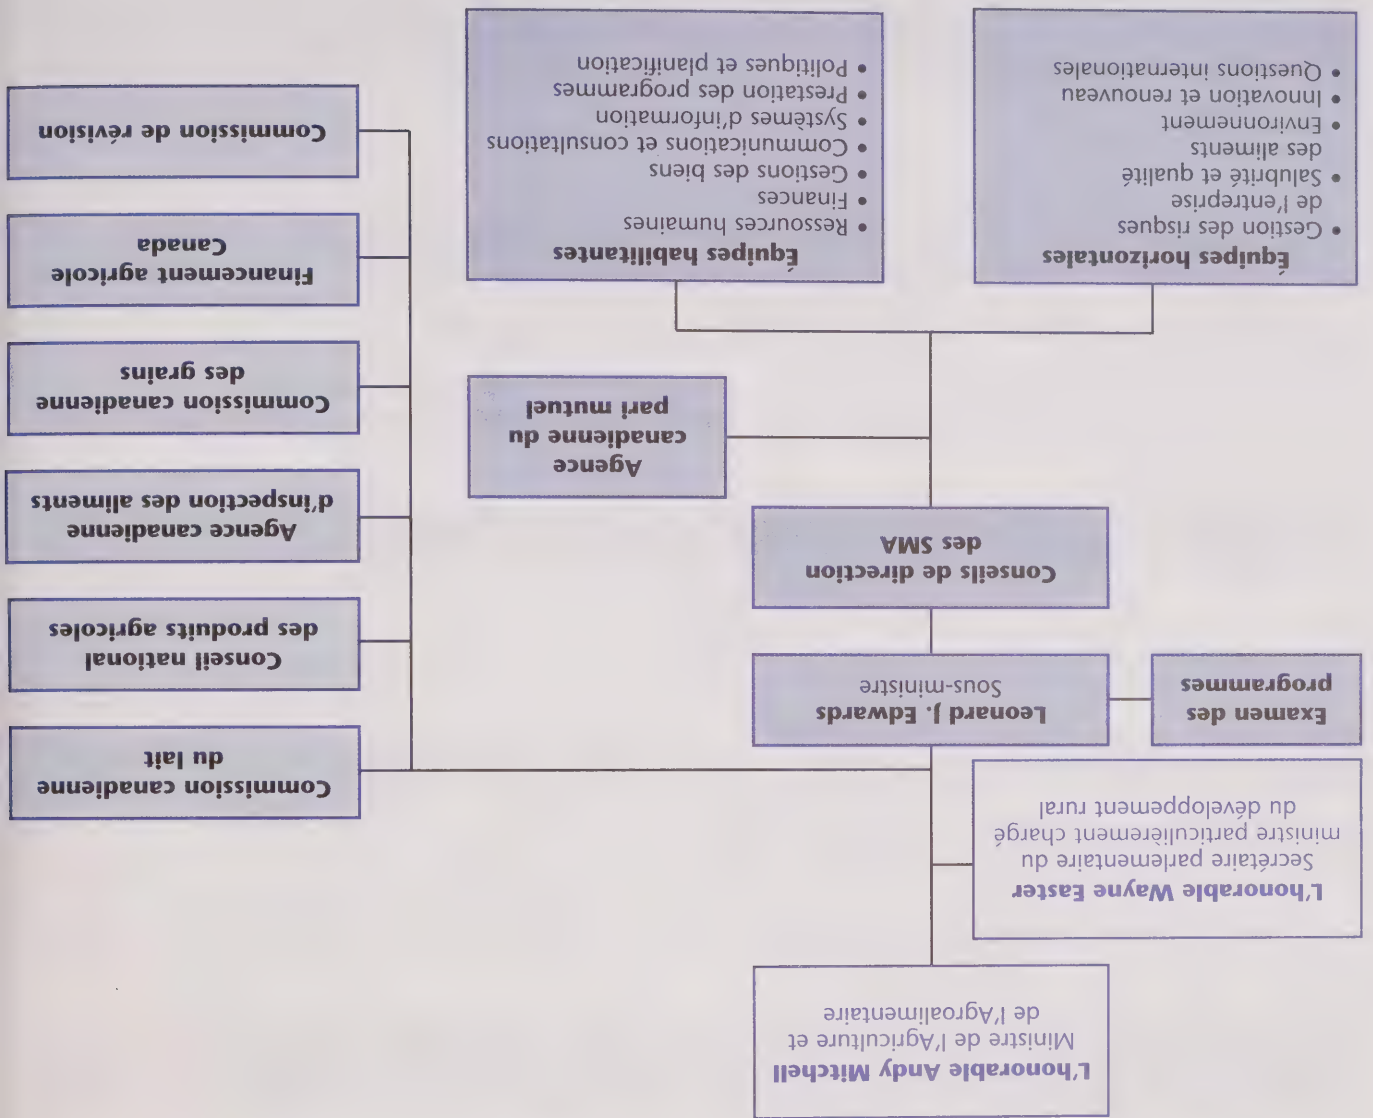 L'honorable Andy Mitchell
Ministre de l'Agriculture et
de l'Agroalimentaire
L'honorable Wayne Easter
Secrétaire parlementaire du
ministre particulièrement chargé
du développement rural
Examen des
programmes
Leonard J. Edwards
Sous-ministre
Conseils de direction
des SMA
Agence
canadienne du
pari mutuel
Équipes horizontales
• Gestion des risques
de l'entreprise
• Salubrité et qualité
des aliments
• Environnement
• Innovation et renouveau
• Questions internationales
Équipes habilitantes
• Ressources humaines
• Finances
• Gestions des biens
• Communications et consultations
• Systèmes d'information
• Prestation des programmes
• Politiques et planification
Commission canadienne
du lait
Conseil national
des produits agricoles
Agence canadienne
d'inspection des aliments
Commission canadienne
des grains
Financement agricole
Canada
Commission de révision